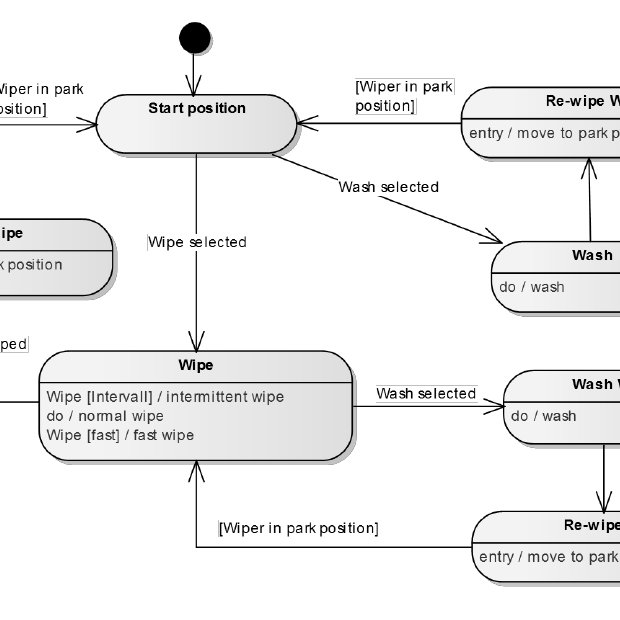 Wiper in park
position]
Start position
[Wiper in park
position]
Re-wipe W
entry / move to park p
Wash selected
Wipe selected
ipe
k position
Wash
do / wash
ped
Wipe
Wipe [Intervall] / intermittent wipe
do / normal wipe
Wipe [fast] / fast wipe
Wash selected
Wash W
do / wash
[Wiper in park position]
Re-wipe
entry / move to park